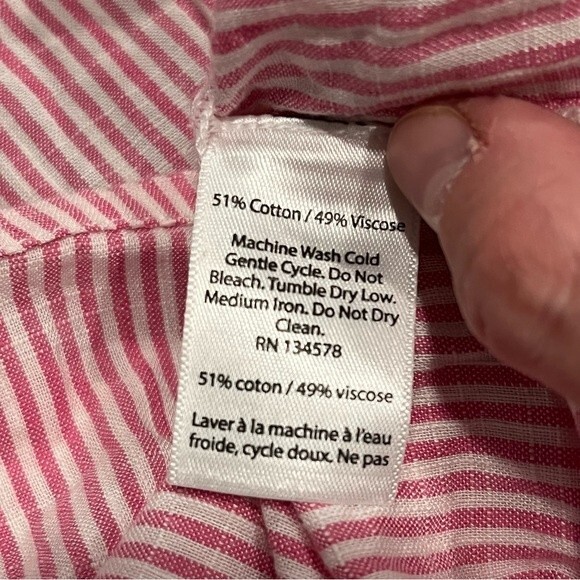 51% Cotton / 49% Viscose
Machine Wash Cold
Gentle Cycle. Do Not
Bleach. Tumble Dry Low.
Medium Iron. Do Not Dry
Clean.
RN 134578
51% coton / 49% viscose
Laver à la machine à l'eau
froide, cycle doux. Ne pas